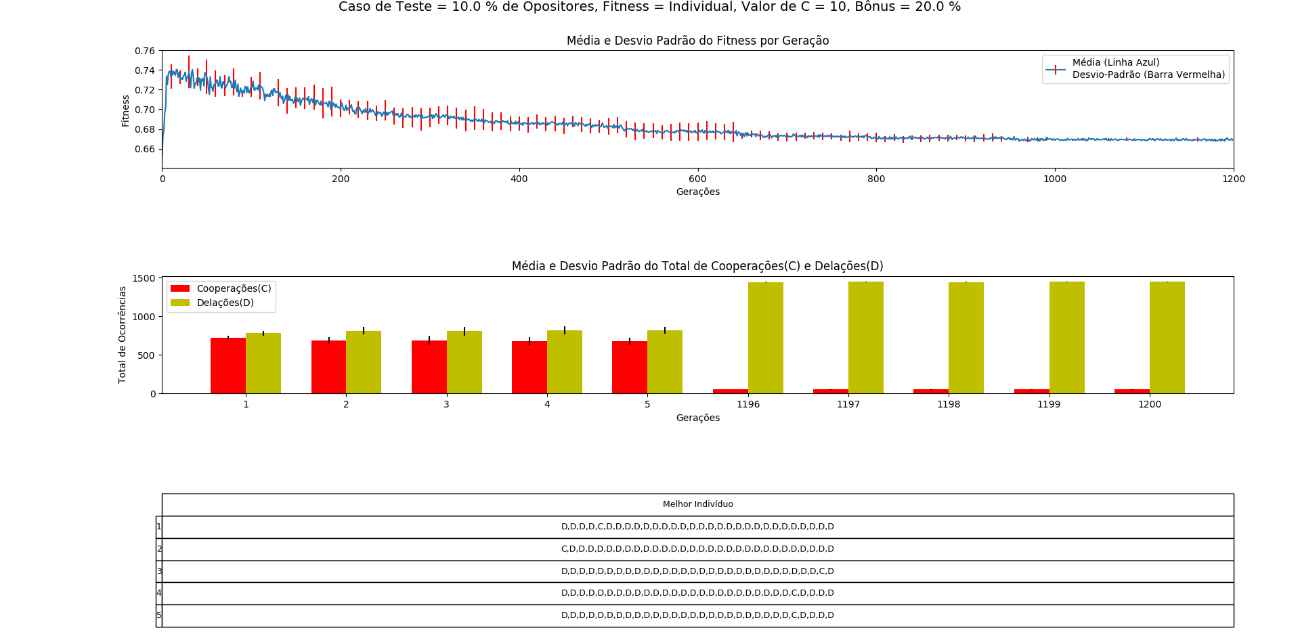 Caso de Teste = 10.0 % de Opositores, Fitness = Individual, Valor de C = 10, Bônus = 20.0 %
Média e Desvio Padrão do Fitness por Geração
0.76
0.74
0.72
0.70
0.68
0.66
Fitness
Média (Linha Azul)
Desvio-Padrão (Barra Vermelha)
0 200 400 600 800 1000 1200
Gerações
Média e Desvio Padrão do Total de Cooperações(C) e Delações(D)
1500
1000
500
0
Total de Ocorrências
Cooperações(C)
Delações(D)
1 2 3 4 5 1196 1197 1198 1199 1200
Gerações
Melhor Indivíduo
1 D,D,D,D,C,D,D,D,D,D,D,D,D,D,D,D,D,D,D,D,D,D,D,D,D,D,D,D,D,D
2 C,D,D,D,D,D,D,D,D,D,D,D,D,D,D,D,D,D,D,D,D,D,D,D,D,D,D,D,D,D
3 D,D,D,D,D,D,D,D,D,D,D,D,D,D,D,D,D,D,D,D,D,D,D,D,D,D,D,D,C,D
4 D,D,D,D,D,D,D,D,D,D,D,D,D,D,D,D,D,D,D,D,D,D,D,D,D,C,D,D,D,D
5 D,D,D,D,D,D,D,D,D,D,D,D,D,D,D,D,D,D,D,D,D,D,D,D,D,C,D,D,D,D